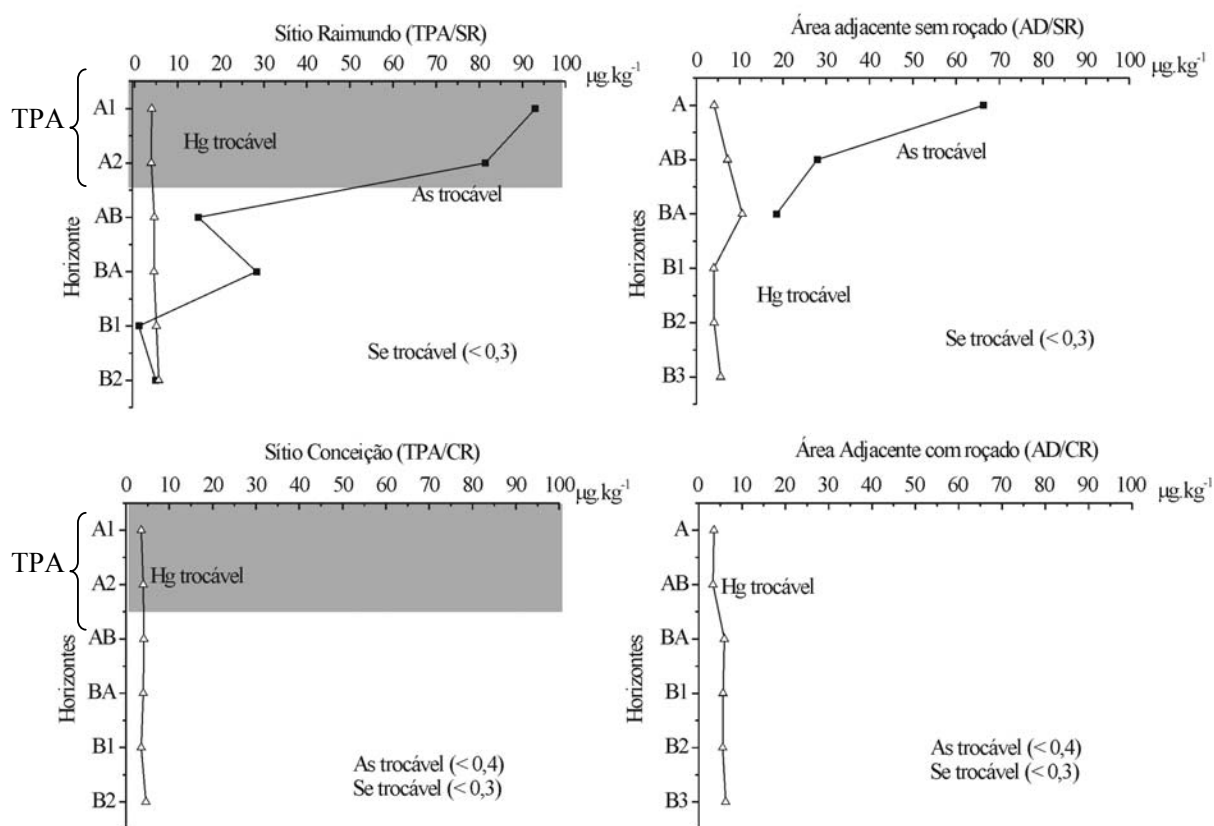 Sítio Raimundo (TPA/SR)
0 10 20 30 40 50 60 70 80 90 100
μg.kg⁻¹
TPA
A1
A2
AB
BA
B1
B2
Horizonte
Hg trocável
As trocável
Se trocável (< 0,3)
Área adjacente sem roçado (AD/SR)
0 10 20 30 40 50 60 70 80 90 100
μg.kg⁻¹
A
AB
BA
B1
B2
B3
Horizontes
As trocável
Hg trocável
Se trocável (< 0,3)
Sítio Conceição (TPA/CR)
0 10 20 30 40 50 60 70 80 90 100
μg.kg⁻¹
TPA
A1
A2
AB
BA
B1
B2
Horizontes
Hg trocável
As trocável (< 0,4)
Se trocável (< 0,3)
Área Adjacente com roçado (AD/CR)
0 10 20 30 40 50 60 70 80 90 100
μg.kg⁻¹
A
AB
BA
B1
B2
B3
Horizontes
Hg trocável
As trocável (< 0,4)
Se trocável (< 0,3)